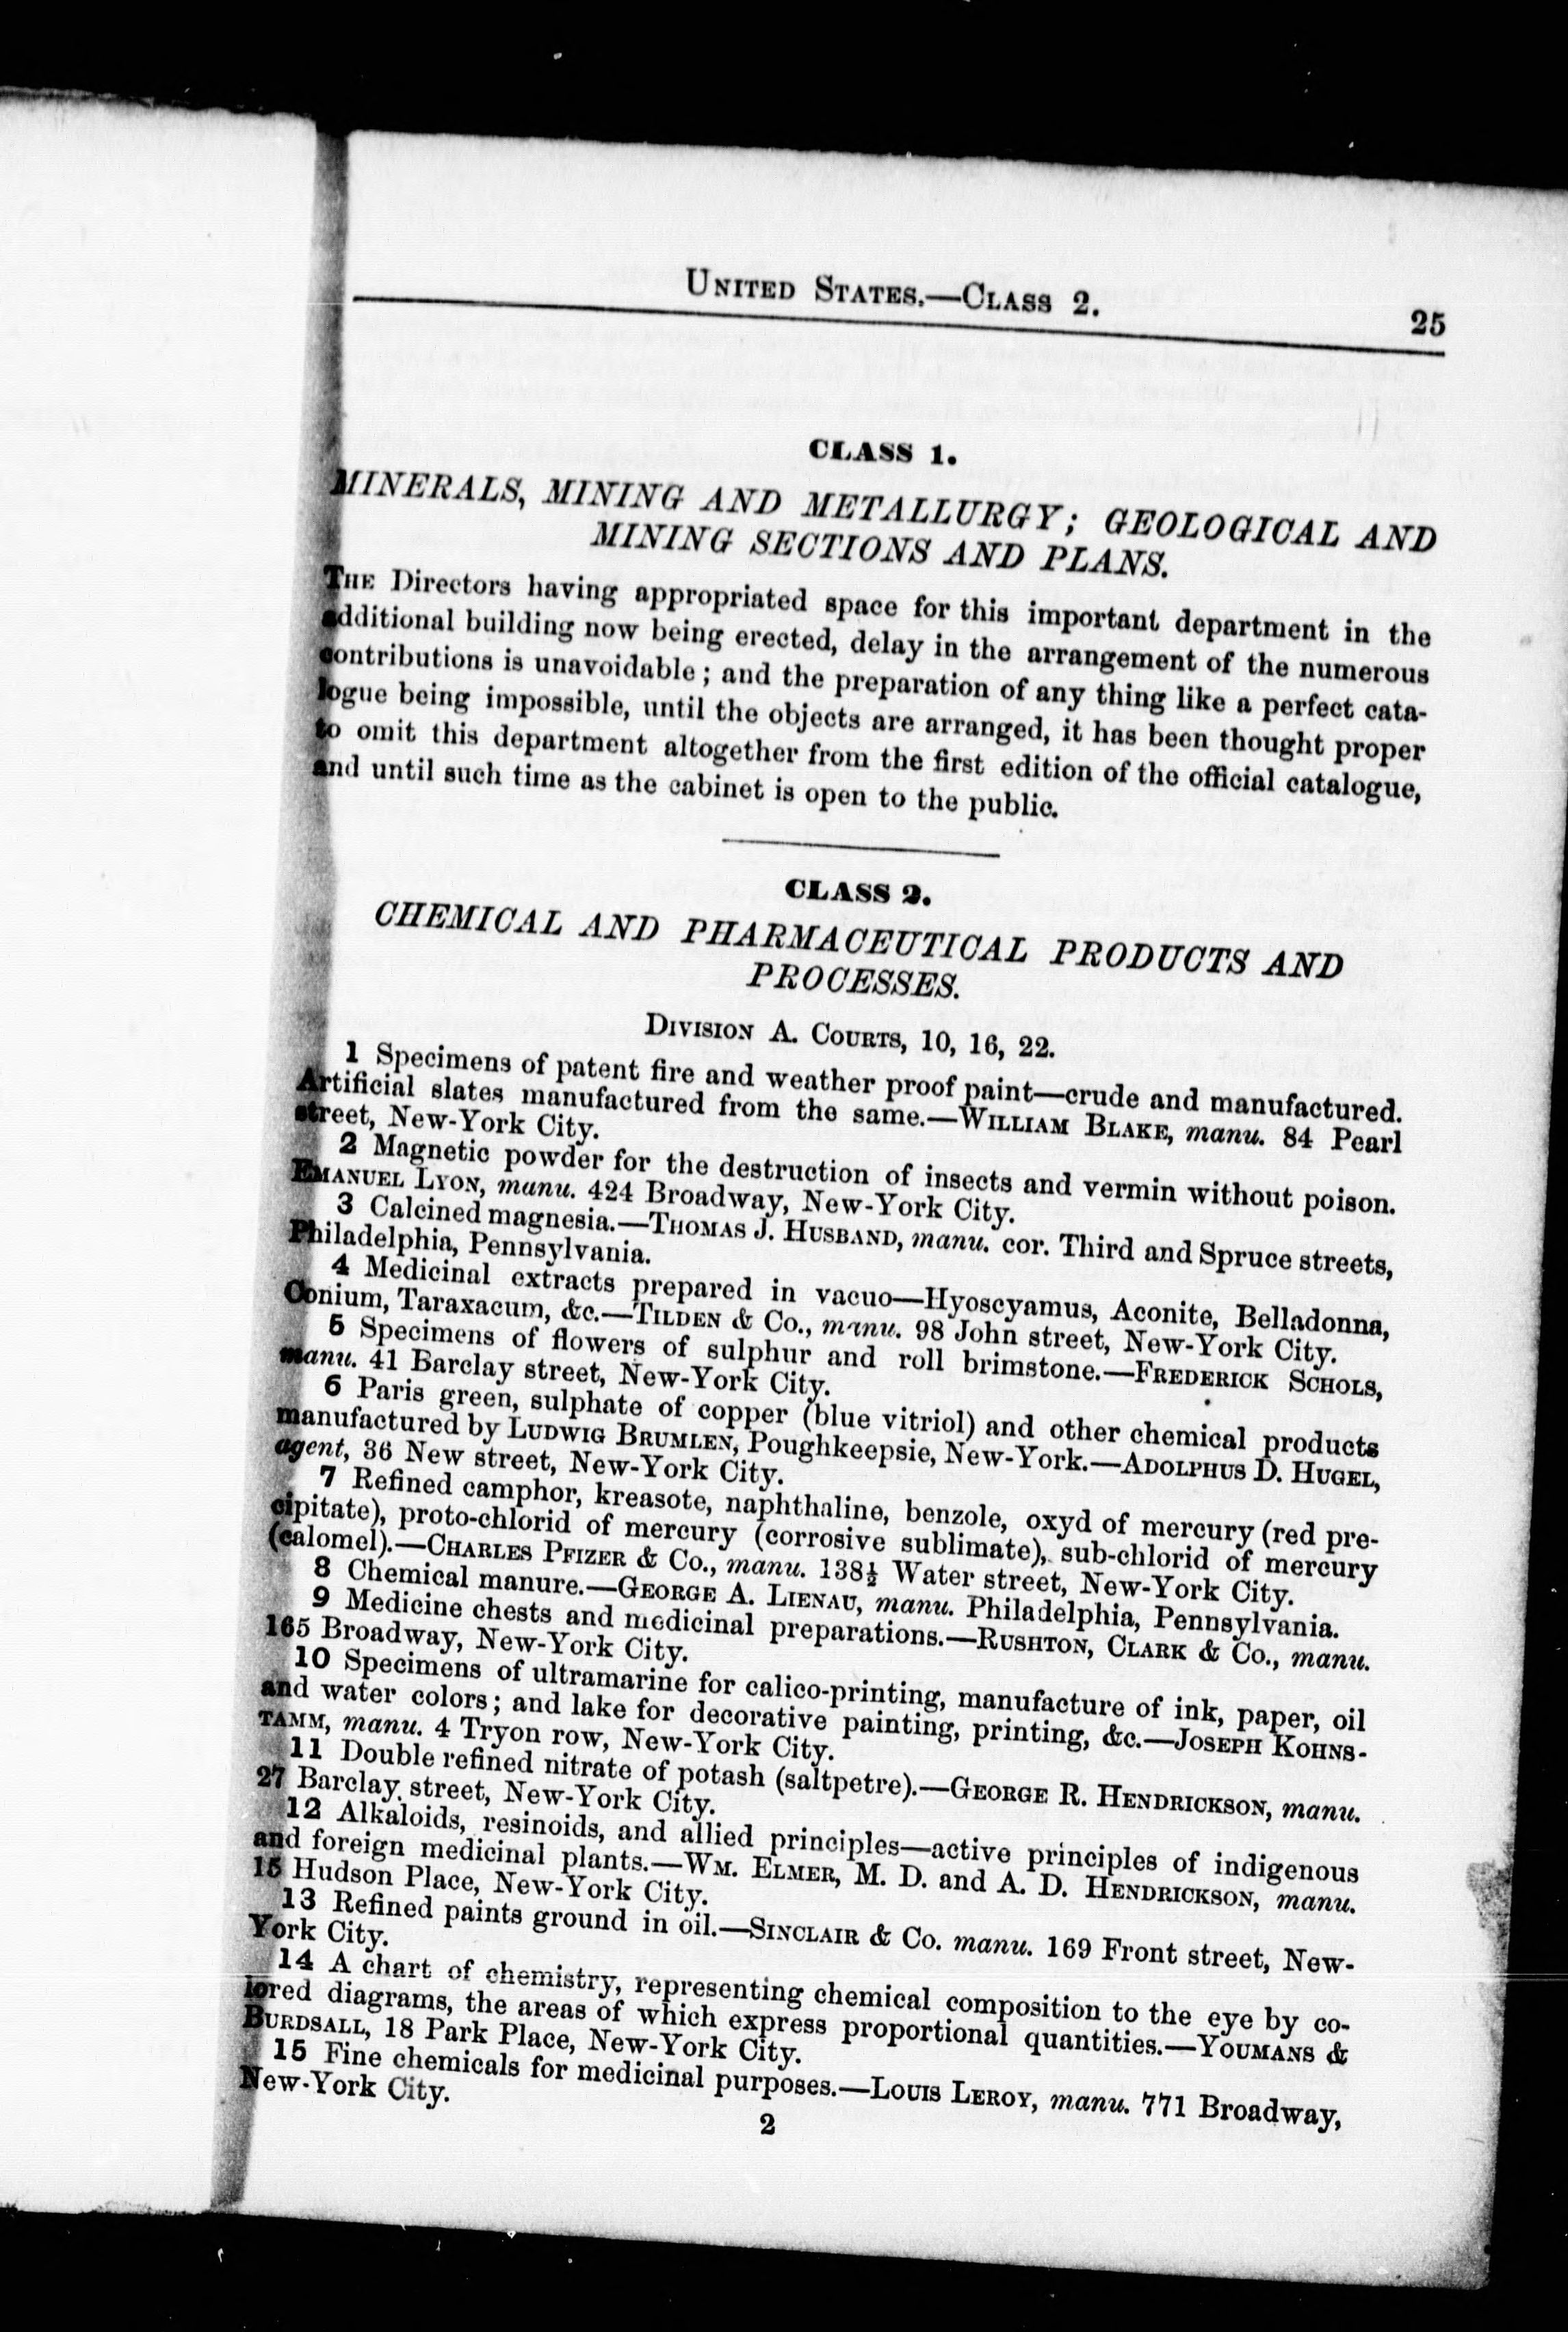 UNITED STATES.—CLASS 2.
25
CLASS 1.
MINERALS, MINING AND METALLURGY; GEOLOGICAL AND
MINING SECTIONS AND PLANS.
THE Directors having appropriated space for this important department in the
additional building now being erected, delay in the arrangement of the numerous
contributions is unavoidable; and the preparation of any thing like a perfect cata-
logue being impossible, until the objects are arranged, it has been thought proper
to omit this department altogether from the first edition of the official catalogue,
and until such time as the cabinet is open to the public.
CLASS 2.
CHEMICAL AND PHARMACEUTICAL PRODUCTS AND
PROCESSES.
DIVISION A. COURTS, 10, 16, 22.
1 Specimens of patent fire and weather proof paint—crude and manufactured.
Artificial slates manufactured from the same.—WILLIAM BLAKE, manu. 84 Pearl
street, New-York City.
2 Magnetic powder for the destruction of insects and vermin without poison.
EMANUEL LYON, manu. 424 Broadway, New-York City.
3 Calcined magnesia.—THOMAS J. HUSBAND, manu. cor. Third and Spruce streets,
Philadelphia, Pennsylvania.
4 Medicinal extracts prepared in vacuo—Hyoscyamus, Aconite, Belladonna,
Conium, Taraxacum, &c.—TILDEN & Co., manu. 98 John street, New-York City.
5 Specimens of flowers of sulphur and roll brimstone.—FREDERICK SCHOLS,
manu. 41 Barclay street, New-York City.
6 Paris green, sulphate of copper (blue vitriol) and other chemical products
manufactured by LUDWIG BRUMLEN, Poughkeepsie, New-York.—ADOLPHUS D. HUGEL,
agent, 36 New street, New-York City.
7 Refined camphor, kreasote, naphthaline, benzole, oxyd of mercury (red pre-
cipitate), proto-chlorid of mercury (corrosive sublimate), sub-chlorid of mercury
(calomel).—CHARLES PFIZER & Co., manu. 138½ Water street, New-York City.
8 Chemical manure.—GEORGE A. LIENAU, manu. Philadelphia, Pennsylvania.
9 Medicine chests and medicinal preparations.—RUSHTON, CLARK & Co., manu.
165 Broadway, New-York City.
10 Specimens of ultramarine for calico-printing, manufacture of ink, paper, oil
and water colors; and lake for decorative painting, printing, &c.—JOSEPH KOHNS-
TAMM, manu. 4 Tryon row, New-York City.
11 Double refined nitrate of potash (saltpetre).—GEORGE R. HENDRICKSON, manu.
27 Barclay street, New-York City.
12 Alkaloids, resinoids, and allied principles—active principles of indigenous
and foreign medicinal plants.—WM. ELMER, M. D. and A. D. HENDRICKSON, manu.
15 Hudson Place, New-York City.
13 Refined paints ground in oil.—SINCLAIR & Co. manu. 169 Front street, New-
York City.
14 A chart of chemistry, representing chemical composition to the eye by co-
lored diagrams, the areas of which express proportional quantities.—YOUMANS &
BURDSALL, 18 Park Place, New-York City.
15 Fine chemicals for medicinal purposes.—LOUIS LEROY, manu. 771 Broadway,
New-York City.
2